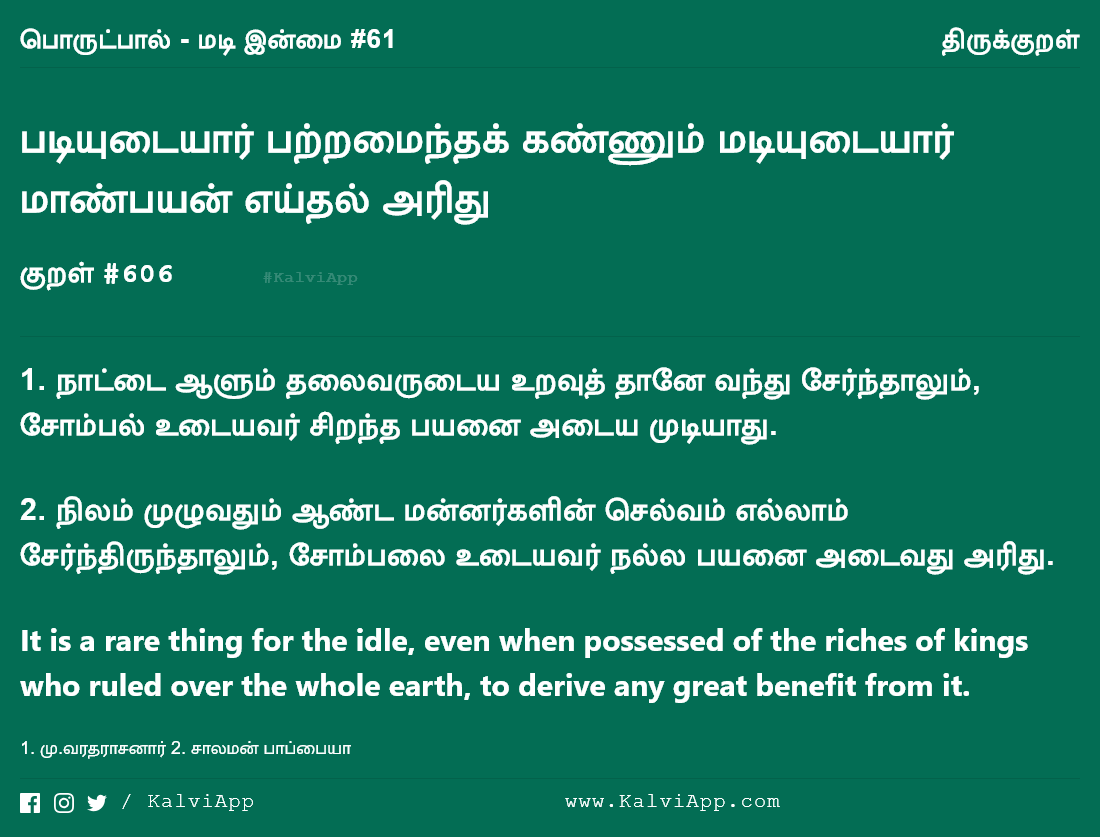 பொருட்பால் - மடி இன்மை #61
திருக்குறள்
படியுடையார் பற்றமைந்தக் கண்ணும் மடியுடையார்
மாண்பயன் எய்தல் அரிது
குறள் #606
#KalviApp
1. நாட்டை ஆளும் தலைவருடைய உறவுத் தானே வந்து சேர்ந்தாலும்,
சோம்பல் உடையவர் சிறந்த பயனை அடைய முடியாது.
2. நிலம் முழுவதும் ஆண்ட மன்னர்களின் செல்வம் எல்லாம்
சேர்ந்திருந்தாலும், சோம்பலை உடையவர் நல்ல பயனை அடைவது அரிது.
It is a rare thing for the idle, even when possessed of the riches of kings
who ruled over the whole earth, to derive any great benefit from it.
1. மு.வரதராசனார் 2. சாலமன் பாப்பையா
/ KalviApp
www.KalviApp.com